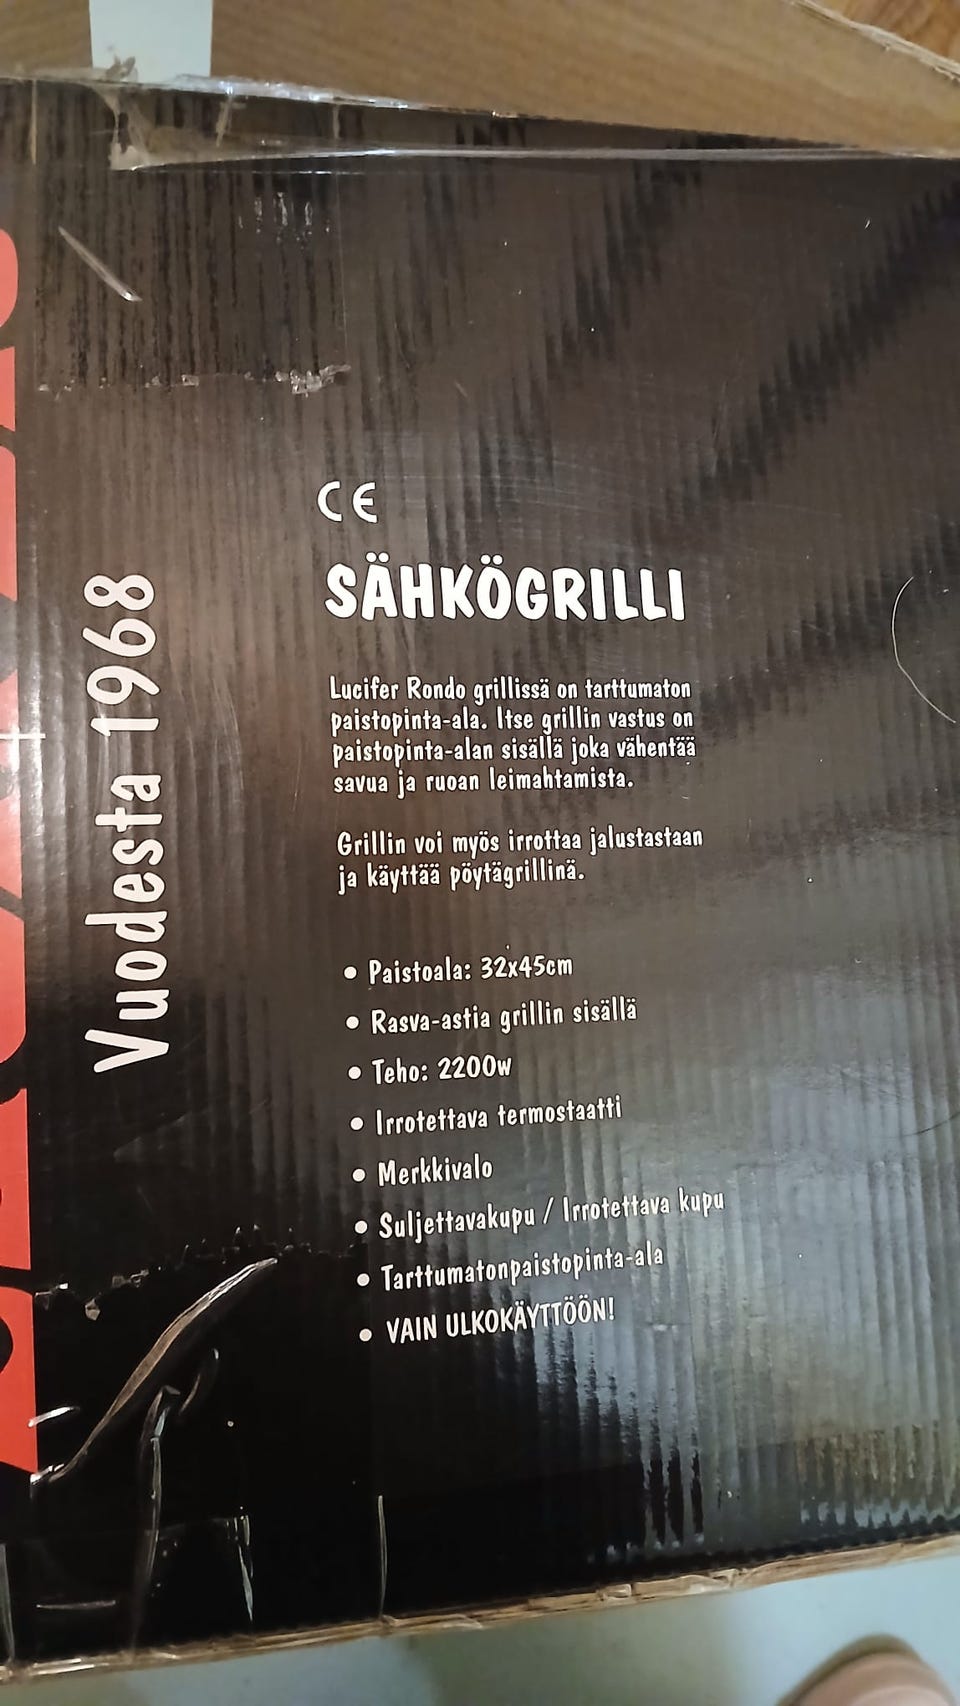 Vuodesta 1968
CE
SÄHKÖGRILLI
Lucifer Rondo grillissä on tarttumaton
paistopinta-ala. Itse grillin vastus on
paistopinta-alan sisällä joka vähentää
savua ja ruoan leimahtamista.
Grillin voi myös irrottaa jalustastaan
ja käyttää pöytägrillinä.
• Paistoala: 32x45cm
• Rasva-astia grillin sisällä
• Teho: 2200w
• Irrotettava termostaatti
• Merkkivalo
• Suljettavakupu / Irrotettava kupu
• Tarttumatonpaistopinta-ala
• VAIN ULKOKÄYTTÖÖN!